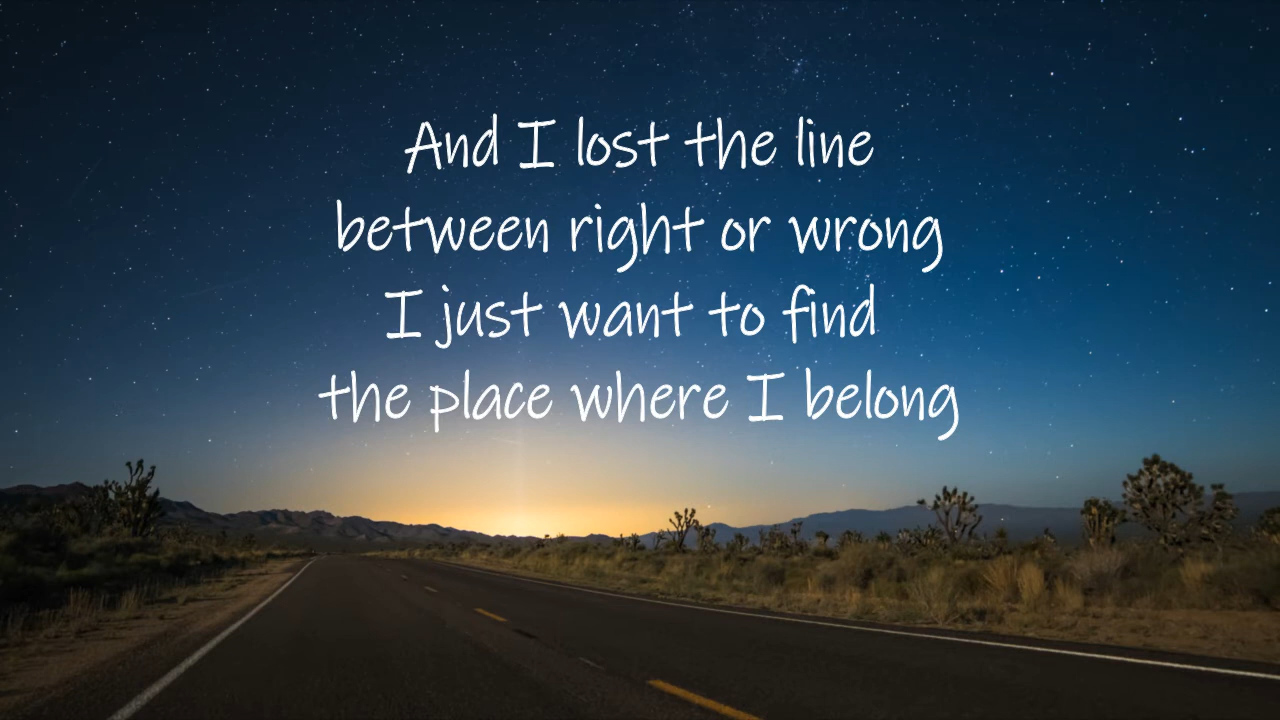 And I lost the line
between right or wrong
I just want to find
the place where I belong